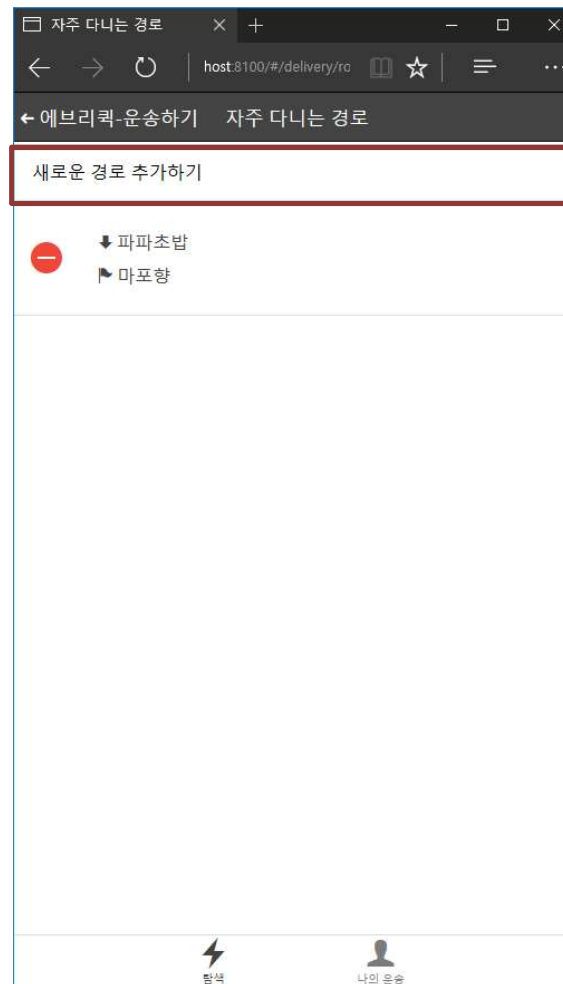 자주 다니는 경로
host:8100/#/delivery/ro
에브리퀵-운송하기 자주 다니는 경로
새로운 경로 추가하기
파파초밥
마포향
탐색 나의 운송